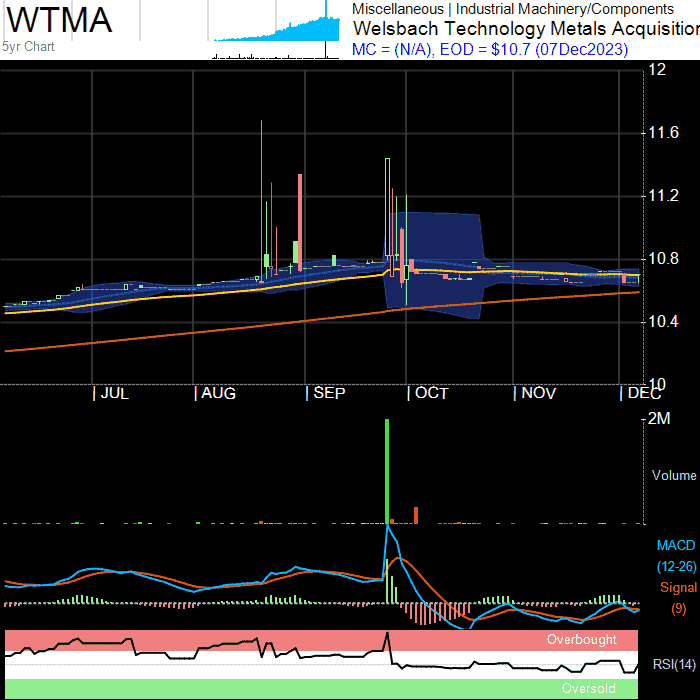 WTMA
5yr Chart
Miscellaneous | Industrial Machinery/Components
Welsbach Technology Metals Acquisition
MC = (N/A), EOD = $10.7 (07Dec2023)
12
11.6
11.2
10.8
10.4
10
JUL
AUG
SEP
OCT
NOV
DEC
2M
Volume
MACD
(12-26)
Signal
(9)
Overbought
RSI(14)
Oversold